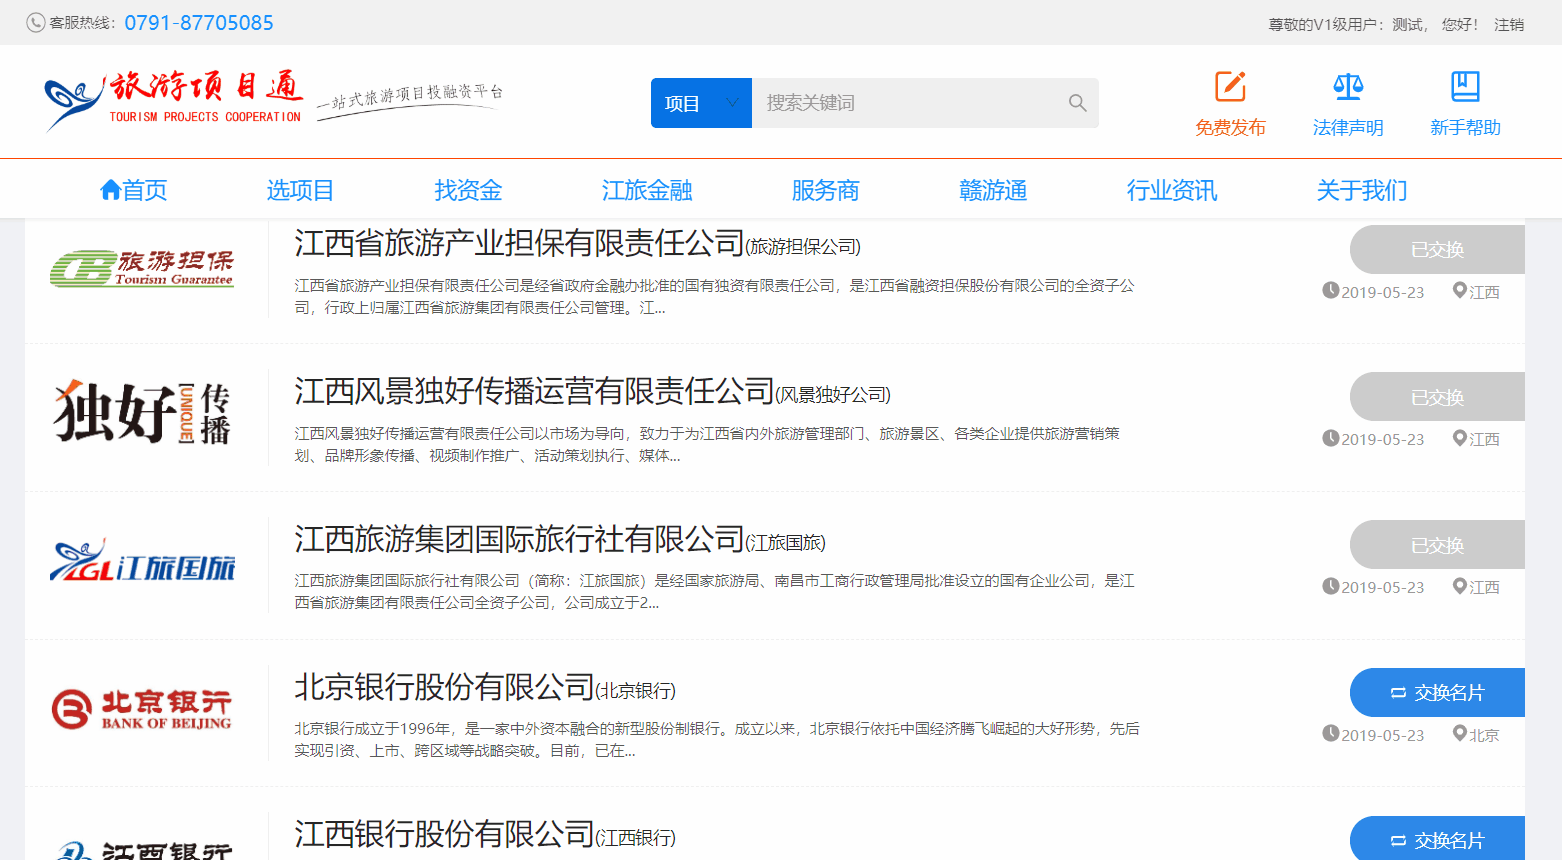 客服热线：0791-87705085
尊敬的V1级用户：测试， 您好！ 注销
旅游项目通
TOURISM PROJECTS COOPERATION
一站式旅游项目投融资平台
项目
搜索关键词
免费发布
法律声明
新手帮助
首页 选项目 找资金 江旅金融 服务商 赣游通 行业资讯 关于我们
旅游担保
Tourism Guarantee
江西省旅游产业担保有限责任公司(旅游担保公司)
江西省旅游产业担保有限责任公司是经省政府金融办批准的国有独资有限责任公司，是江西省融资担保股份有限公司的全资子公
司，行政上归属江西省旅游集团有限责任公司管理。江...
已交换
2019-05-23 江西
独好
UNIQUE
传播
江西风景独好传播运营有限责任公司(风景独好公司)
江西风景独好传播运营有限责任公司以市场为导向，致力于为江西省内外旅游管理部门、旅游景区、各类企业提供旅游营销策
划、品牌形象传播、视频制作推广、活动策划执行、媒体...
已交换
2019-05-23 江西
江旅国旅
江西旅游集团国际旅行社有限公司(江旅国旅)
江西旅游集团国际旅行社有限公司（简称：江旅国旅）是经国家旅游局、南昌市工商行政管理局批准设立的国有企业公司，是江
西省旅游集团有限责任公司全资子公司，公司成立于2...
已交换
2019-05-23 江西
北京银行
BANK OF BEIJING
北京银行股份有限公司(北京银行)
北京银行成立于1996年，是一家中外资本融合的新型股份制银行。成立以来，北京银行依托中国经济腾飞崛起的大好形势，先后
实现引资、上市、跨区域等战略突破。目前，已在...
交换名片
2019-05-23 北京
江西银行
江西银行股份有限公司(江西银行)
交换名片